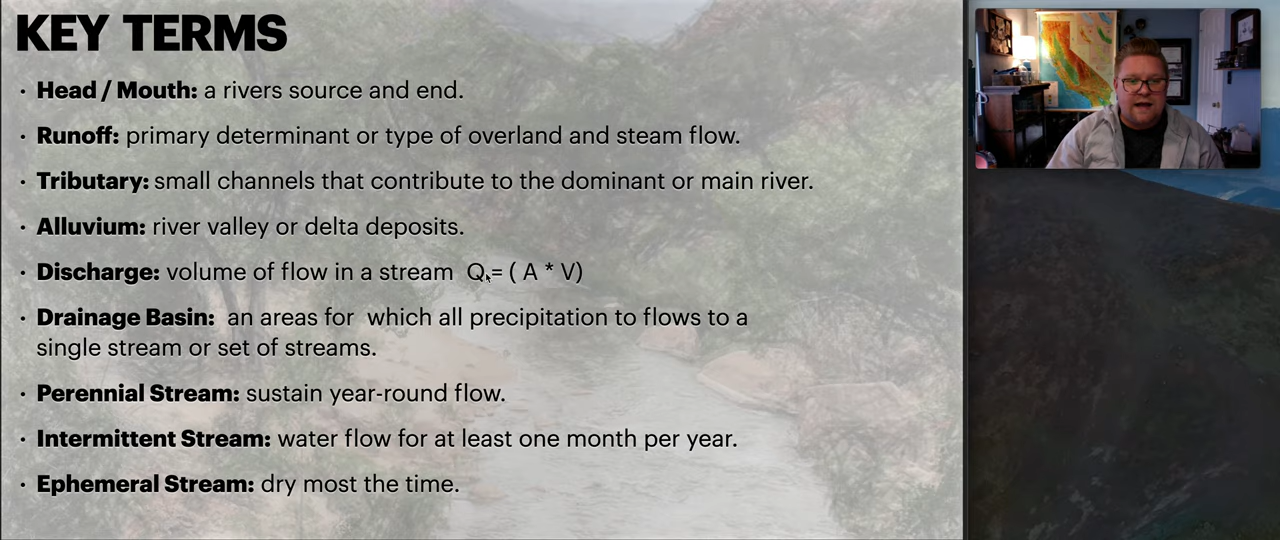 KEY TERMS
• Head / Mouth: a rivers source and end.
• Runoff: primary determinant or type of overland and steam flow.
• Tributary: small channels that contribute to the dominant or main river.
• Alluvium: river valley or delta deposits.
• Discharge: volume of flow in a stream Q = ( A * V)
• Drainage Basin: an areas for which all precipitation to flows to a
single stream or set of streams.
• Perennial Stream: sustain year-round flow.
• Intermittent Stream: water flow for at least one month per year.
• Ephemeral Stream: dry most the time.